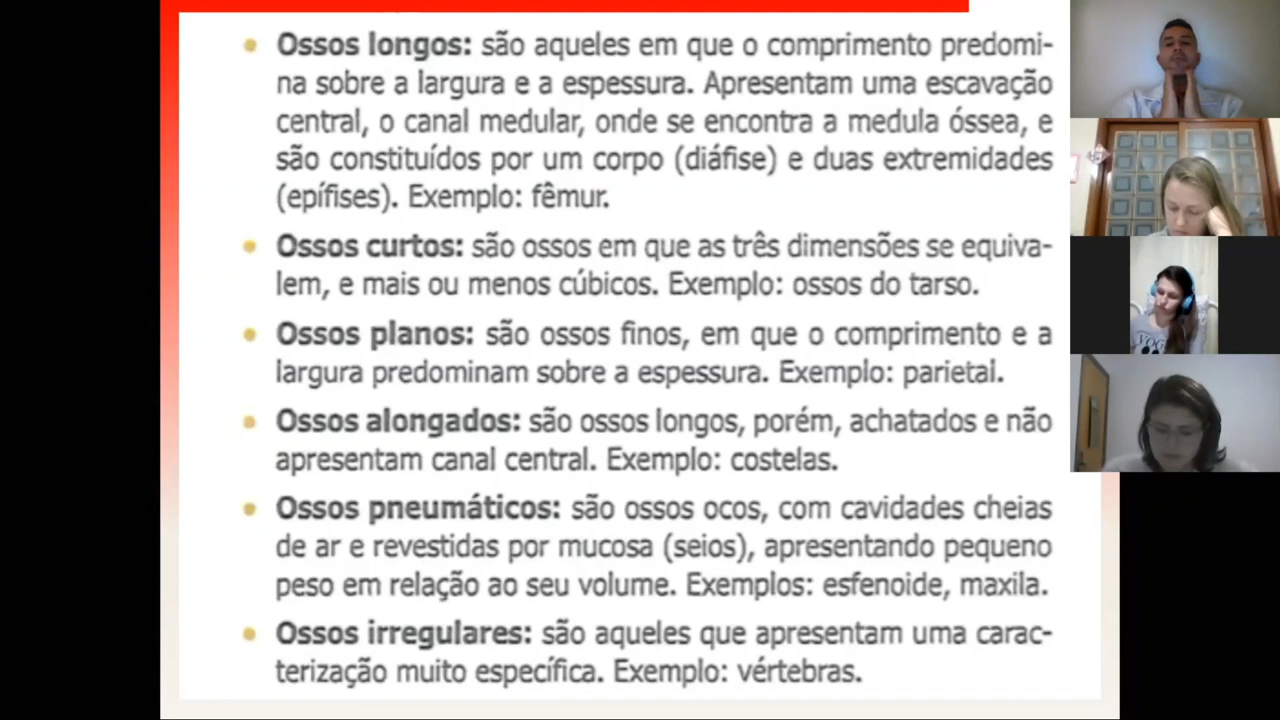 • Ossos longos: são aqueles em que o comprimento predomi-
na sobre a largura e a espessura. Apresentam uma escavação
central, o canal medular, onde se encontra a medula óssea, e
são constituídos por um corpo (diáfise) e duas extremidades
(epífises). Exemplo: fêmur.
• Ossos curtos: são ossos em que as três dimensões se equiva-
lem, e mais ou menos cúbicos. Exemplo: ossos do tarso.
• Ossos planos: são ossos finos, em que o comprimento e a
largura predominam sobre a espessura. Exemplo: parietal.
• Ossos alongados: são ossos longos, porém, achatados e não
apresentam canal central. Exemplo: costelas.
• Ossos pneumáticos: são ossos ocos, com cavidades cheias
de ar e revestidas por mucosa (seios), apresentando pequeno
peso em relação ao seu volume. Exemplos: esfenoide, maxila.
• Ossos irregulares: são aqueles que apresentam uma carac-
terização muito específica. Exemplo: vértebras.